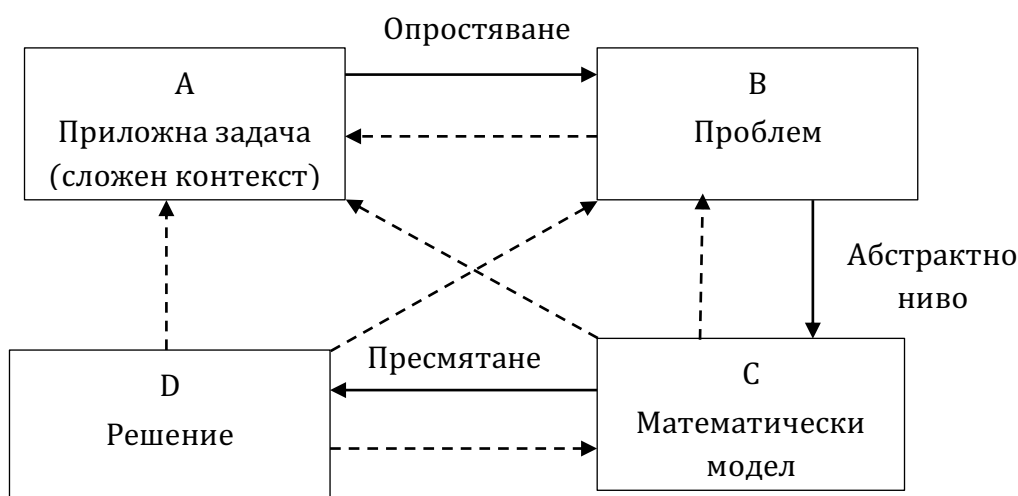 Опростяване
A
Приложна задача
(сложен контекст)
B
Проблем
Абстрактно
ниво
Пресмятане
D
Решение
C
Математически
модел